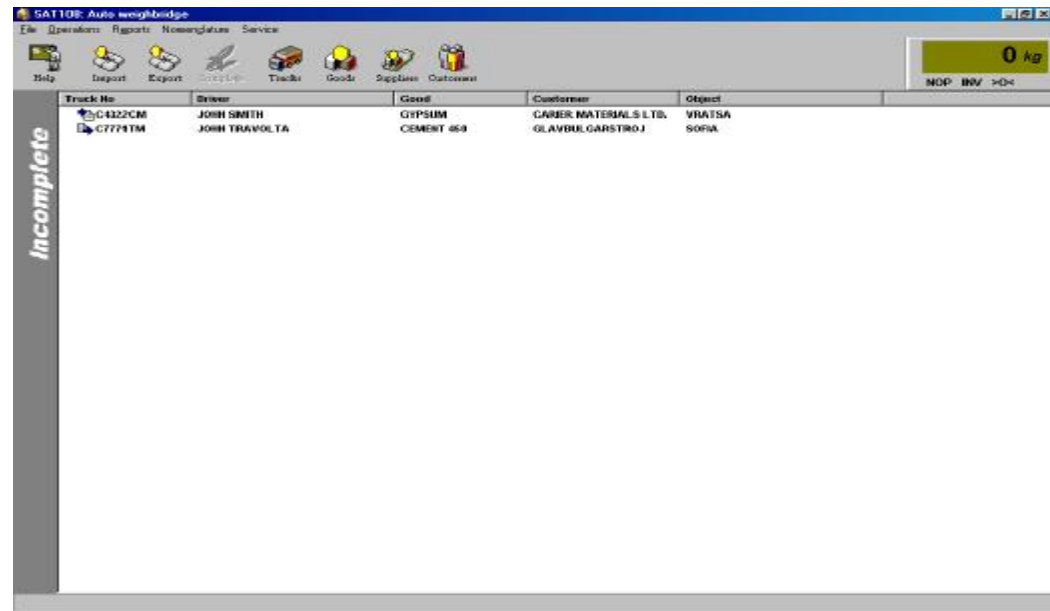 SAT108: Auto weighbridge
File Operations Reports Nomenglature Service
Help Import Export Complete Trucks Goods Suppliers Customers
0 kg
NOP INV >0<
Truck No Driver Good Customer Object
C4322CM JOHN SMITH GYPSUM CARIER MATERIALS LTD. VRATSA
C7771TM JOHN TRAVOLTA CEMENT 450 GLAVBULGARSTROJ SOFIA
Incomplete